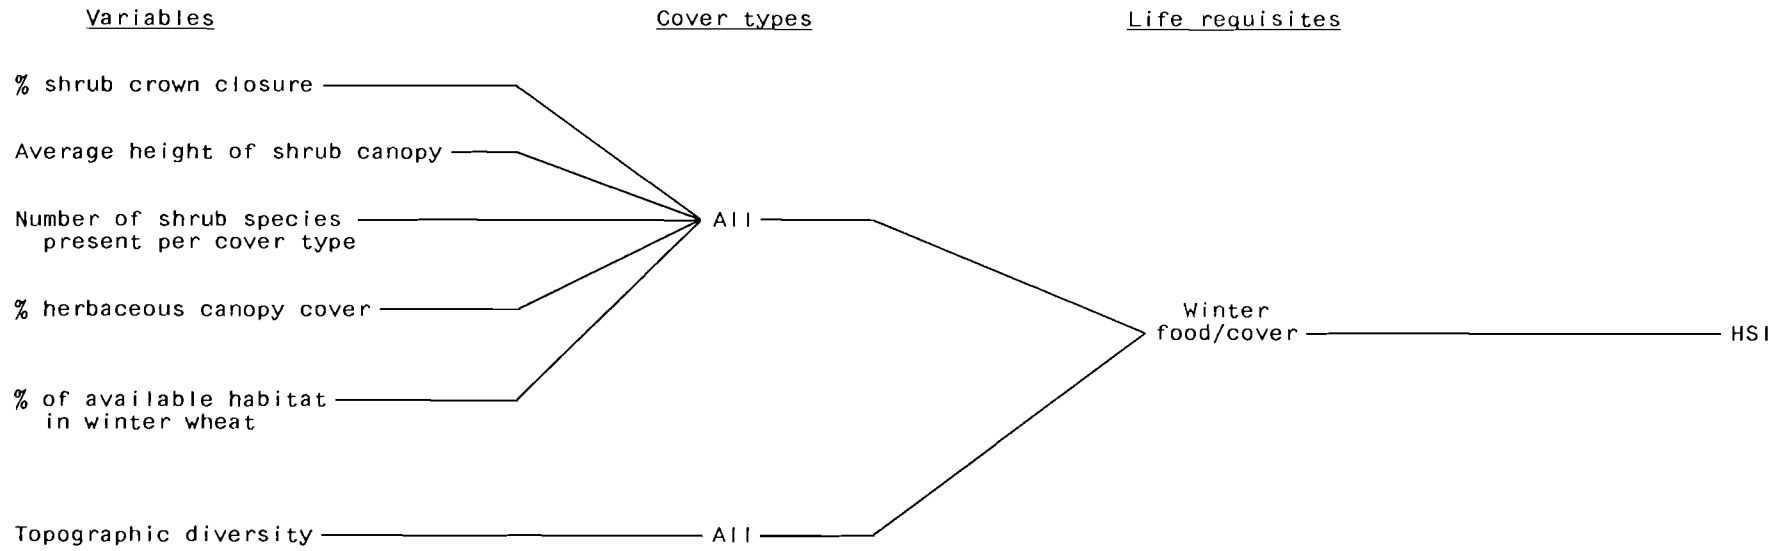 Variables Cover types Life requisites
% shrub crown closure
Average height of shrub canopy
Number of shrub species
present per cover type
All
% herbaceous canopy cover
Winter
food/cover
HSI
% of available habitat
in winter wheat
Topographic diversity
All